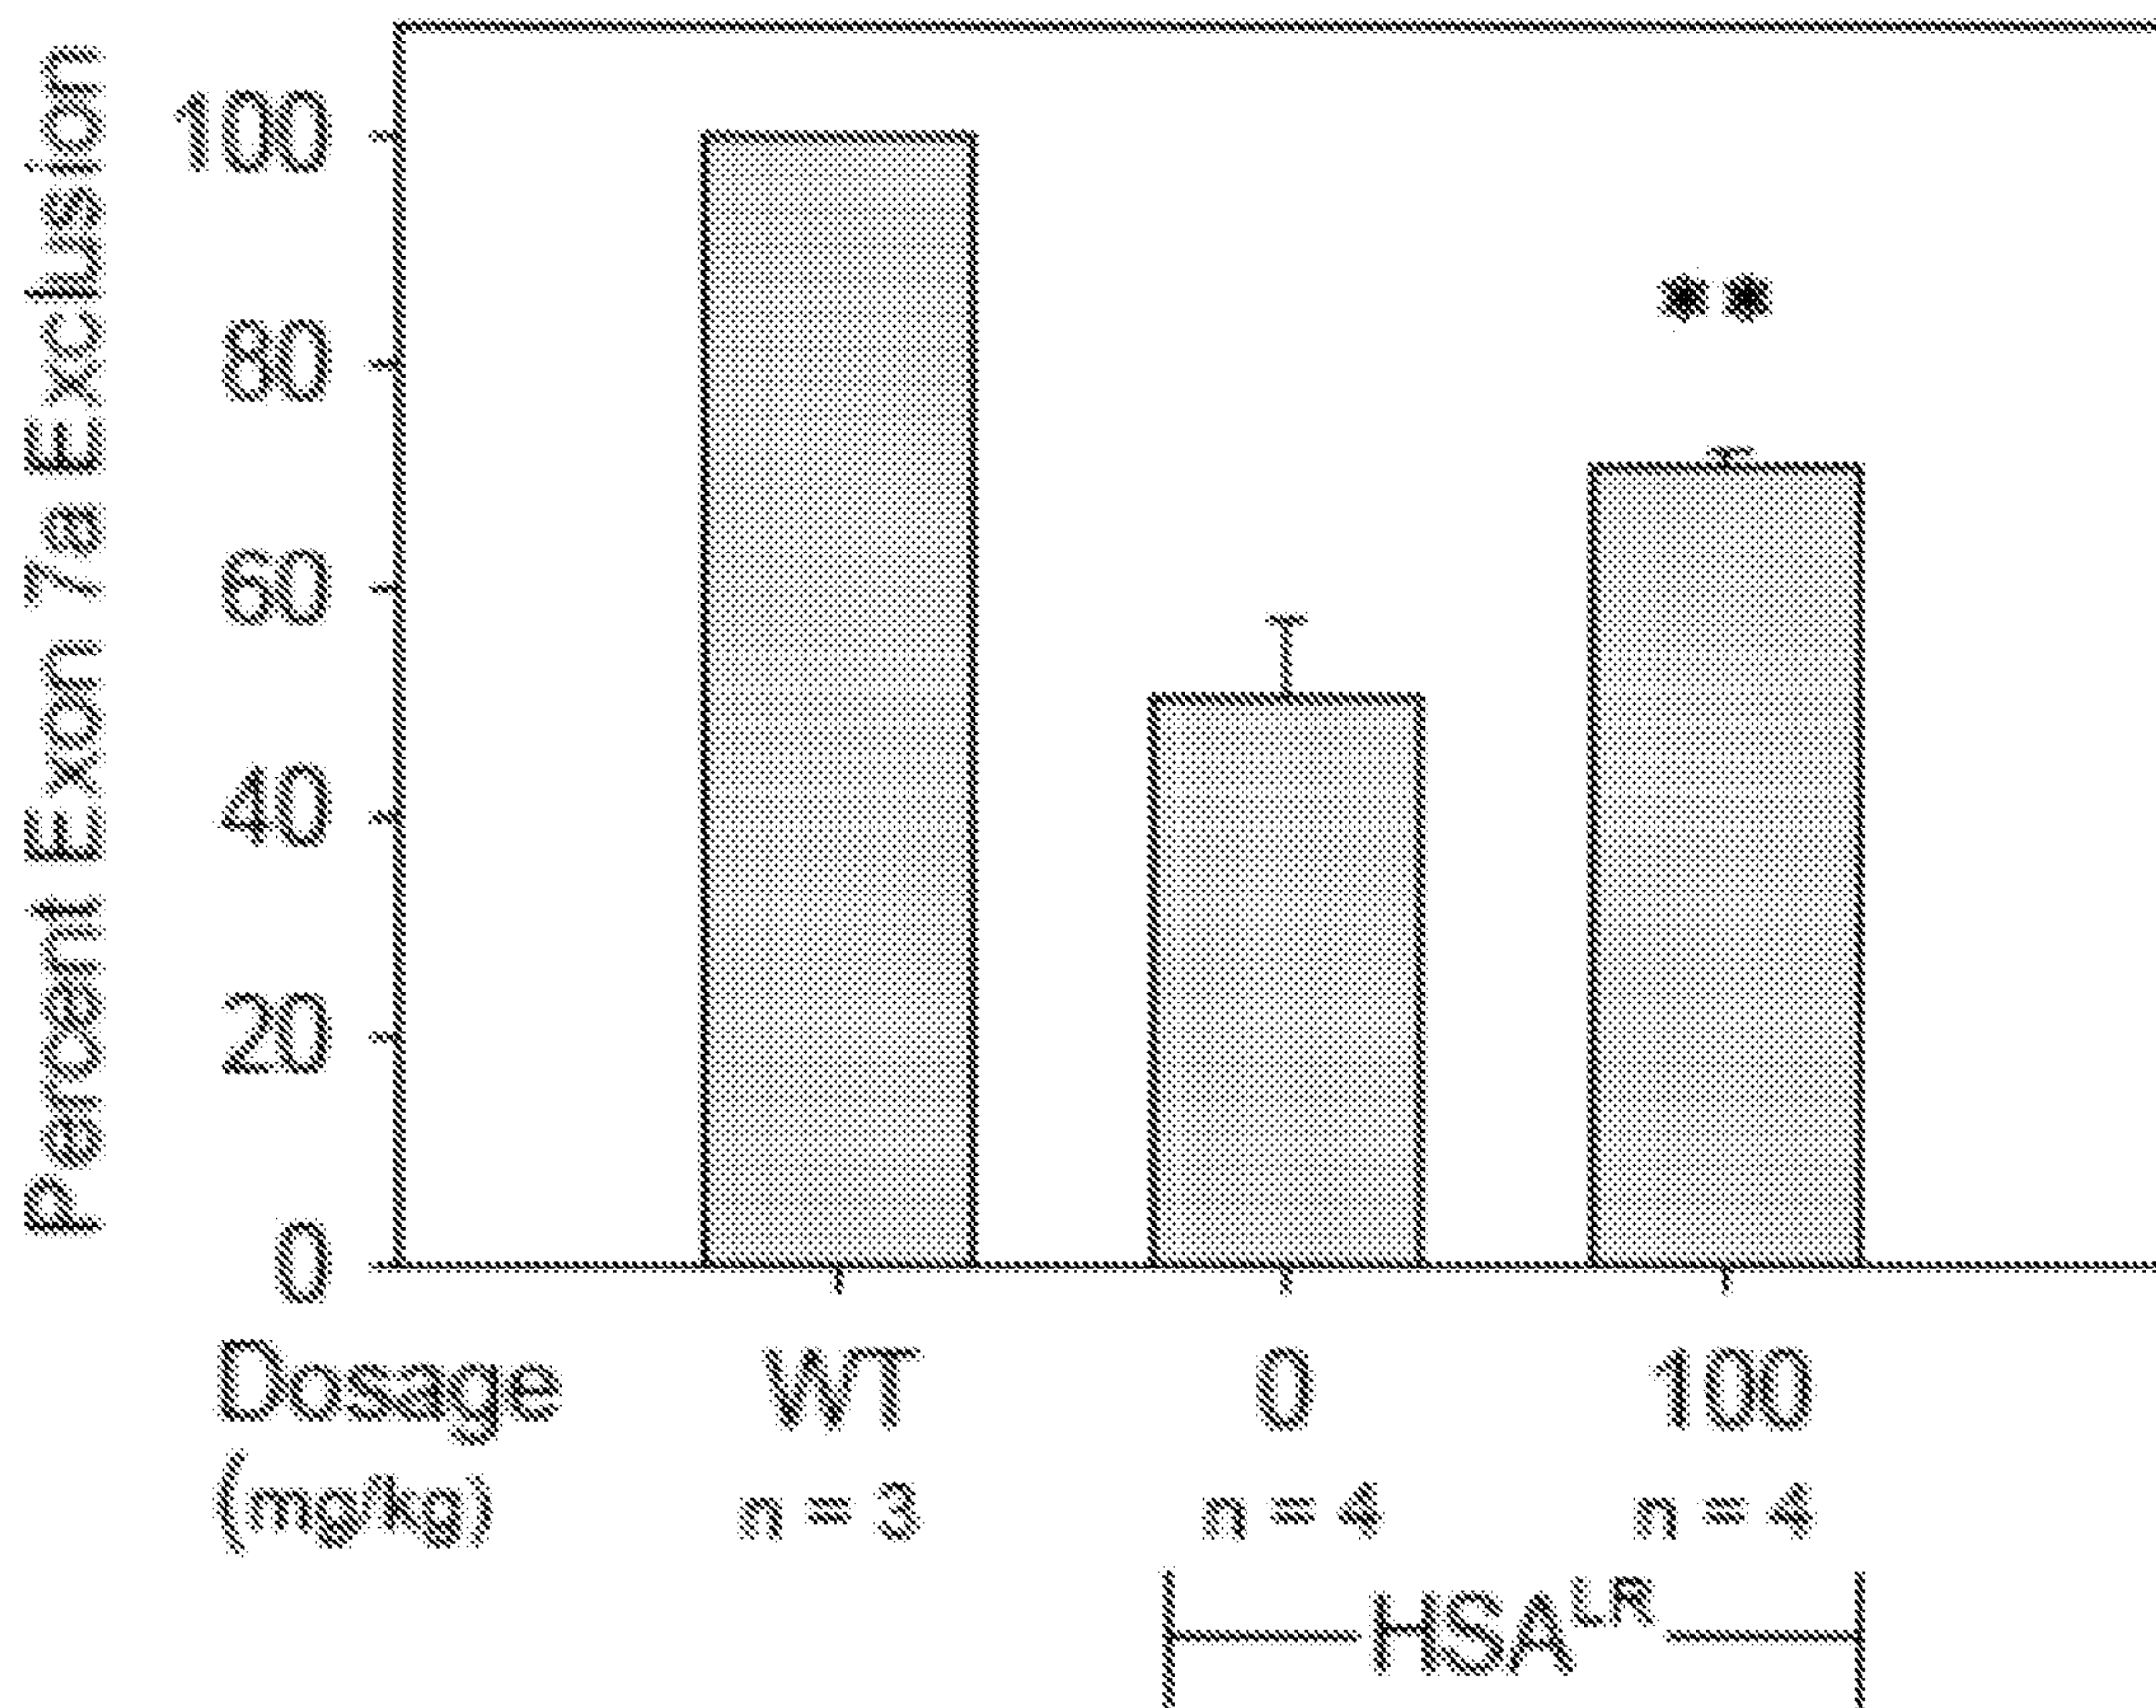 Percent Exon 7a Exclusion
100
80
60
40
20
0
**
Dosage WT 0 100
(mg/kg) n = 3 n = 4 n = 4
HSA^LR